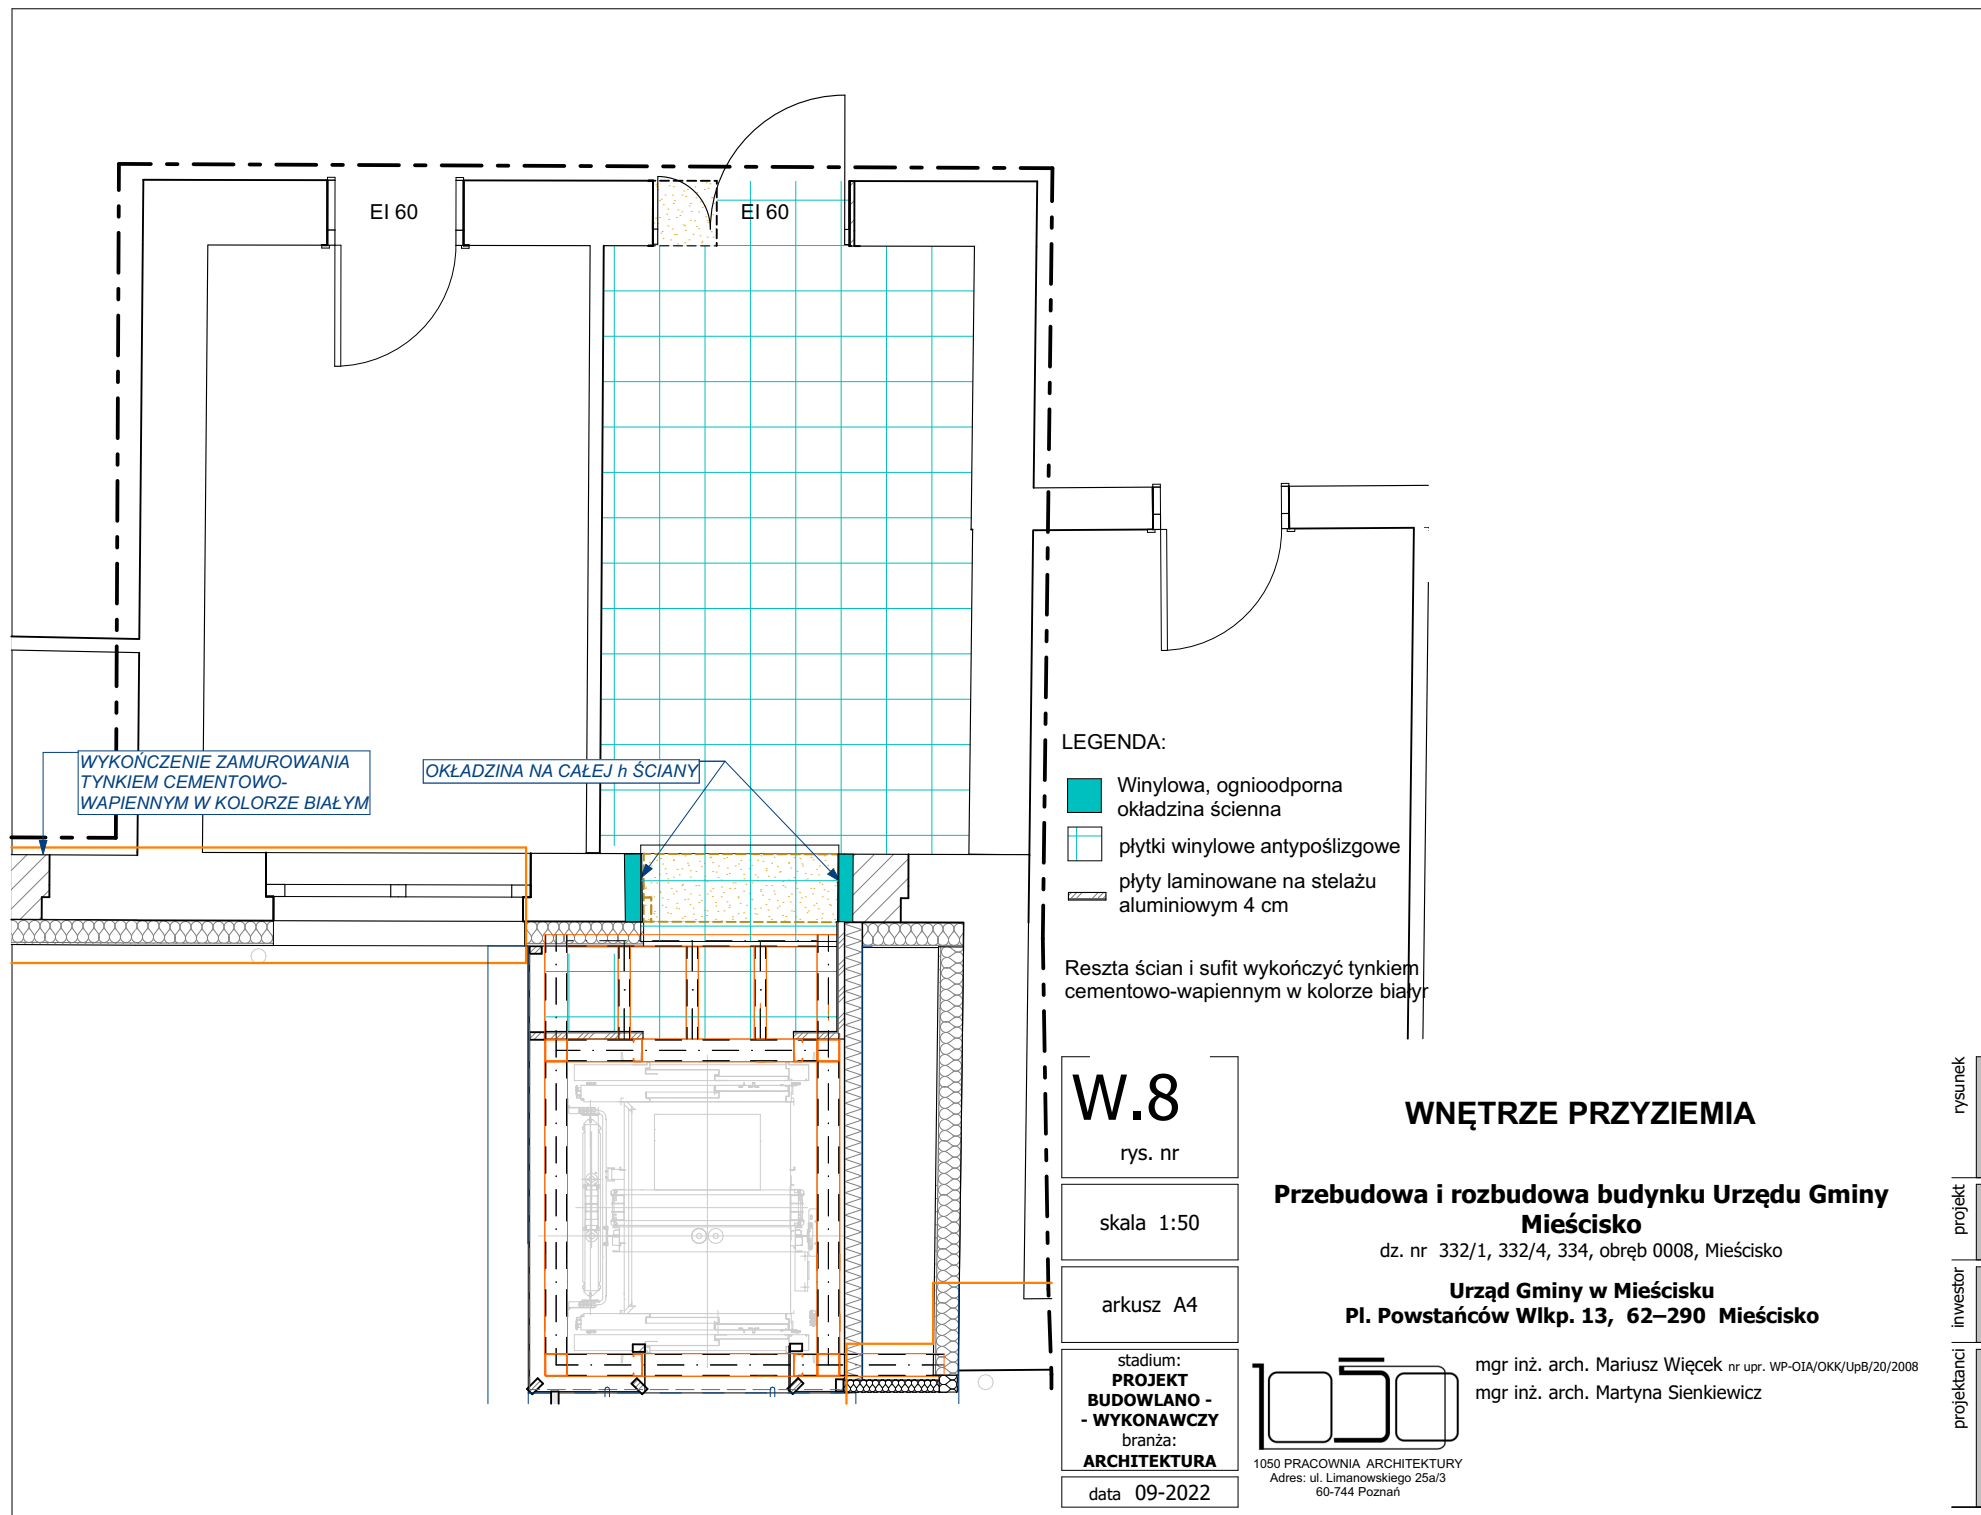 EI 60
EI 60
WYKOŃCZENIE ZAMUROWANIA
TYNKIEM CEMENTOWO-
WAPIENNYM W KOLORZE BIAŁYM
OKŁADZINA NA CAŁEJ h ŚCIANY
LEGENDA:
Winylowa, ognioodporna
okładzina ścienna
płytki winylowe antypoślizgowe
płyty laminowane na stelażu
aluminiowym 4 cm
Reszta ścian i sufit wykończyć tynkiem
cementowo-wapiennym w kolorze białyr
W.8
rys. nr
skala 1:50
arkusz A4
stadium:
PROJEKT
BUDOWLANO -
- WYKONAWCZY
branża:
ARCHITEKTURA
data 09-2022
WNĘTRZE PRZYZIEMIA
Przebudowa i rozbudowa budynku Urzędu Gminy
Mieścisko
dz. nr 332/1, 332/4, 334, obręb 0008, Mieścisko
Urząd Gminy w Mieścisku
Pl. Powstańców Wlkp. 13, 62–290 Mieścisko
mgr inż. arch. Mariusz Więcek nr upr. WP-OIA/OKK/UpB/20/2008
mgr inż. arch. Martyna Sienkiewicz
1050 PRACOWNIA ARCHITEKTURY
Adres: ul. Limanowskiego 25a/3
60-744 Poznań
rysunek
projekt
inwestor
projektanci